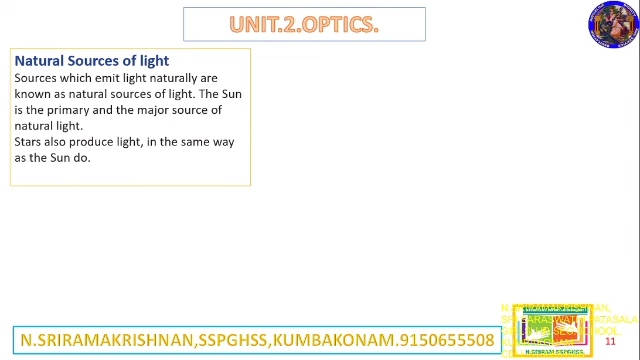 UNIT.2.OPTICS.
Natural Sources of light
Sources which emit light naturally are
known as natural sources of light. The Sun
is the primary and the major source of
natural light.
Stars also produce light, in the same way
as the Sun do.
N.SRIRAMAKRISHNAN,SSPGHSS,KUMBAKONAM.9150655508
N.SRIRAM SSPGHSS.
11